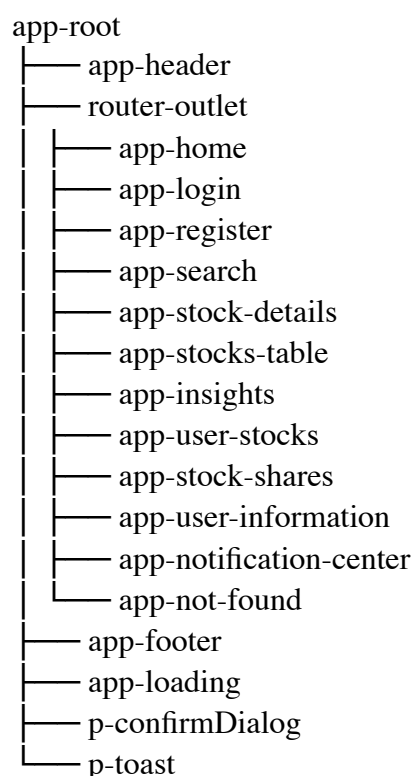 app-root
app-header
router-outlet
app-home
app-login
app-register
app-search
app-stock-details
app-stocks-table
app-insights
app-user-stocks
app-stock-shares
app-user-information
app-notification-center
app-not-found
app-footer
app-loading
p-confirmDialog
p-toast